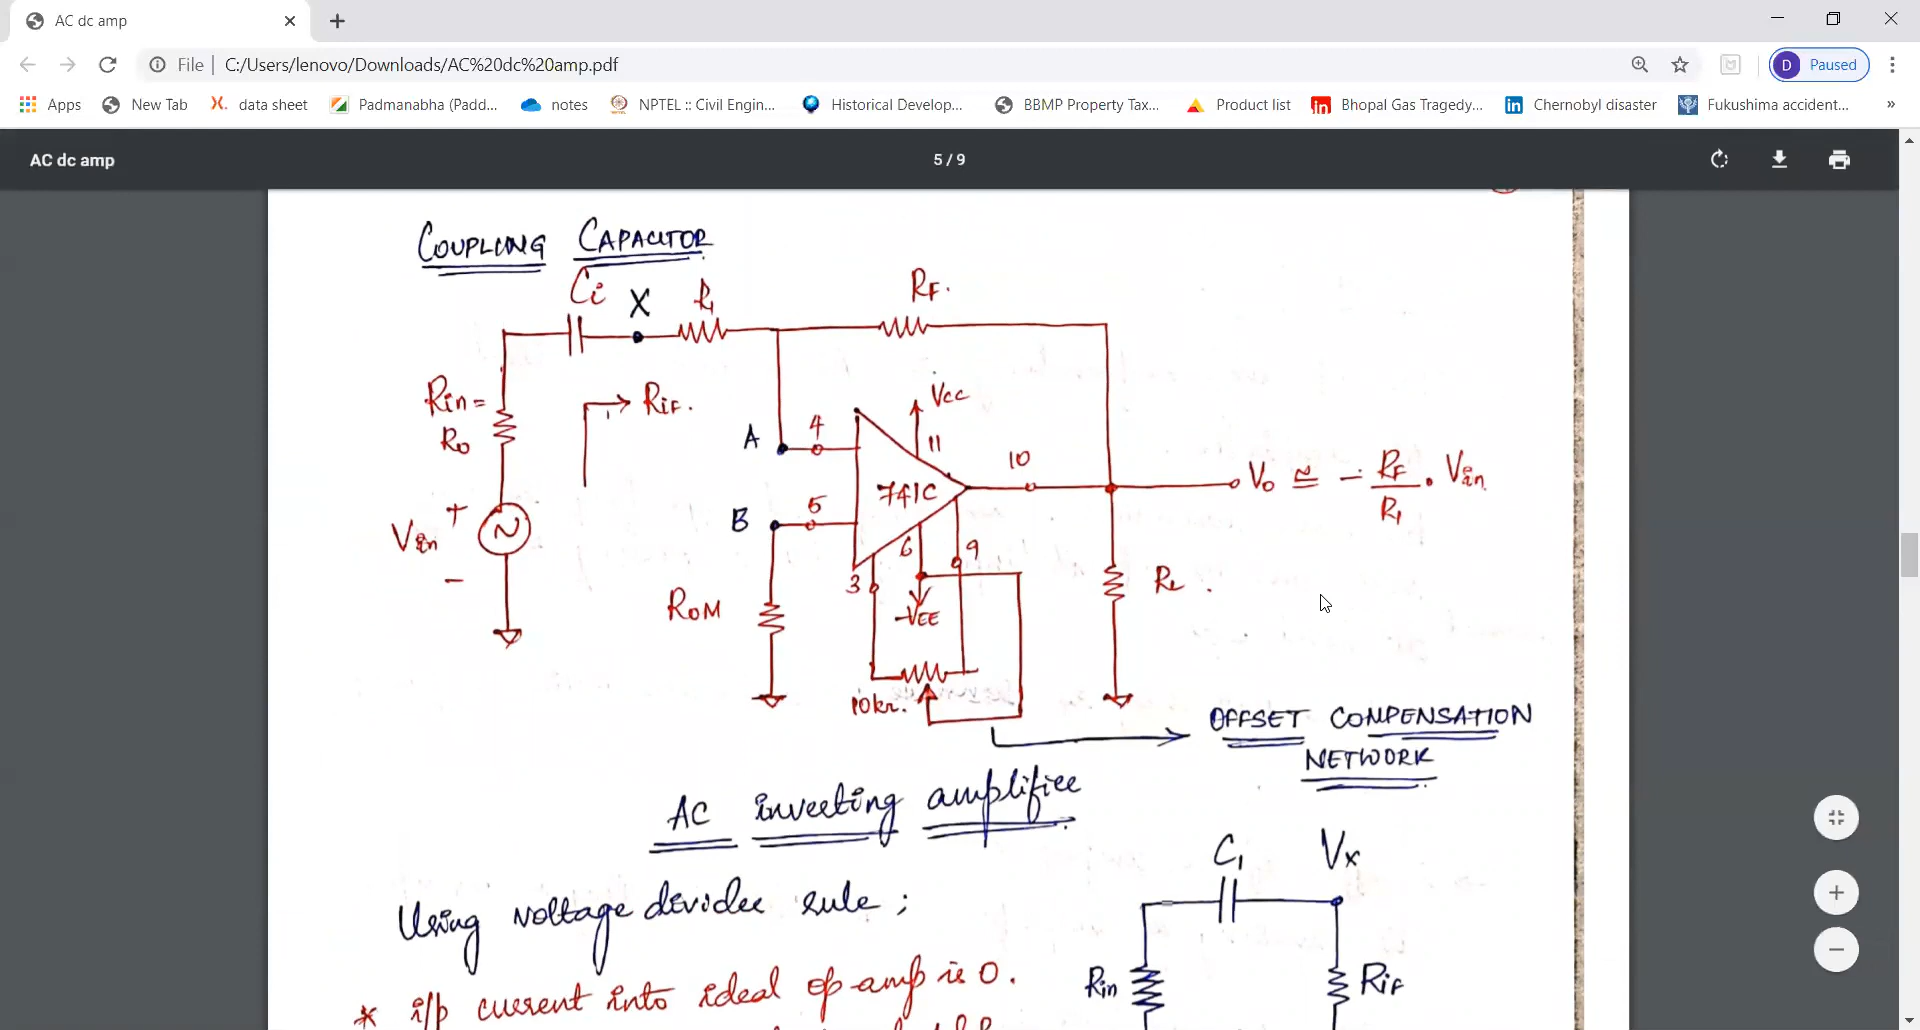 AC dc amp
File | C:/Users/lenovo/Downloads/AC%20dc%20amp.pdf
D Paused
Apps New Tab X. data sheet Padmanabha (Padd... notes NPTEL :: Civil Engin... Historical Develop... BBMP Property Tax... Product list in Bhopal Gas Tragedy... in Chernobyl disaster Fukushima accident... »
AC dc amp 5 / 9
COUPLING CAPACITOR
Ci X R1 RF.
Rin = RiF. Vcc
R0
A 4 11
10
741C V0 ≅ - RF/R1 . Vin
B 5
Vin + ~ -
6 9
3
ROM -VEE RL .
10kΩ.
OFFSET COMPENSATION
NETWORK
AC inverting amplifier
C1 Vx
Using voltage divider rule ;
Rin RiF
* i/p current into ideal op-amp is 0.